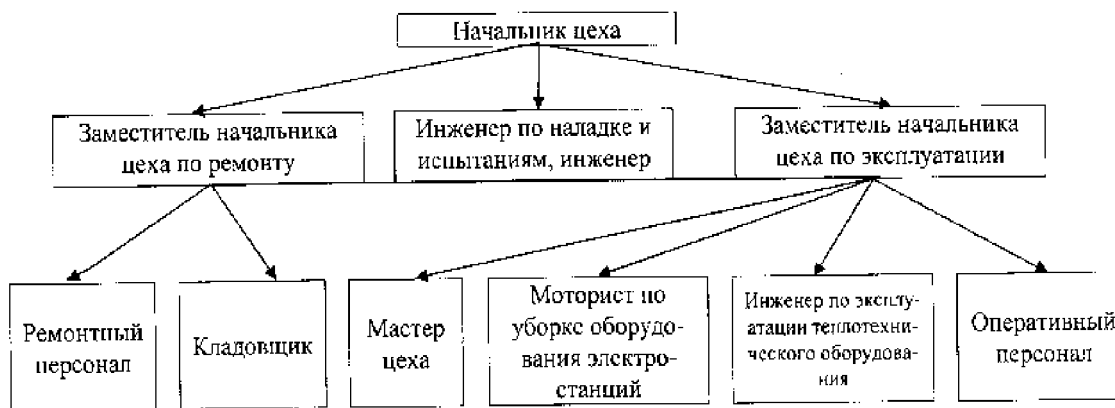 Начальник цеха
Заместитель начальника
цеха по ремонту
Инженер по наладке и
испытаниям, инженер
Заместитель начальника
цеха по эксплуатации
Ремонтный
персонал
Кладовщик
Мастер
цеха
Моторист по
уборке оборудо-
вания электро-
станций
Инженер по эксплу-
атации теплотехни-
ческого оборудова-
ния
Оперативный
персонал